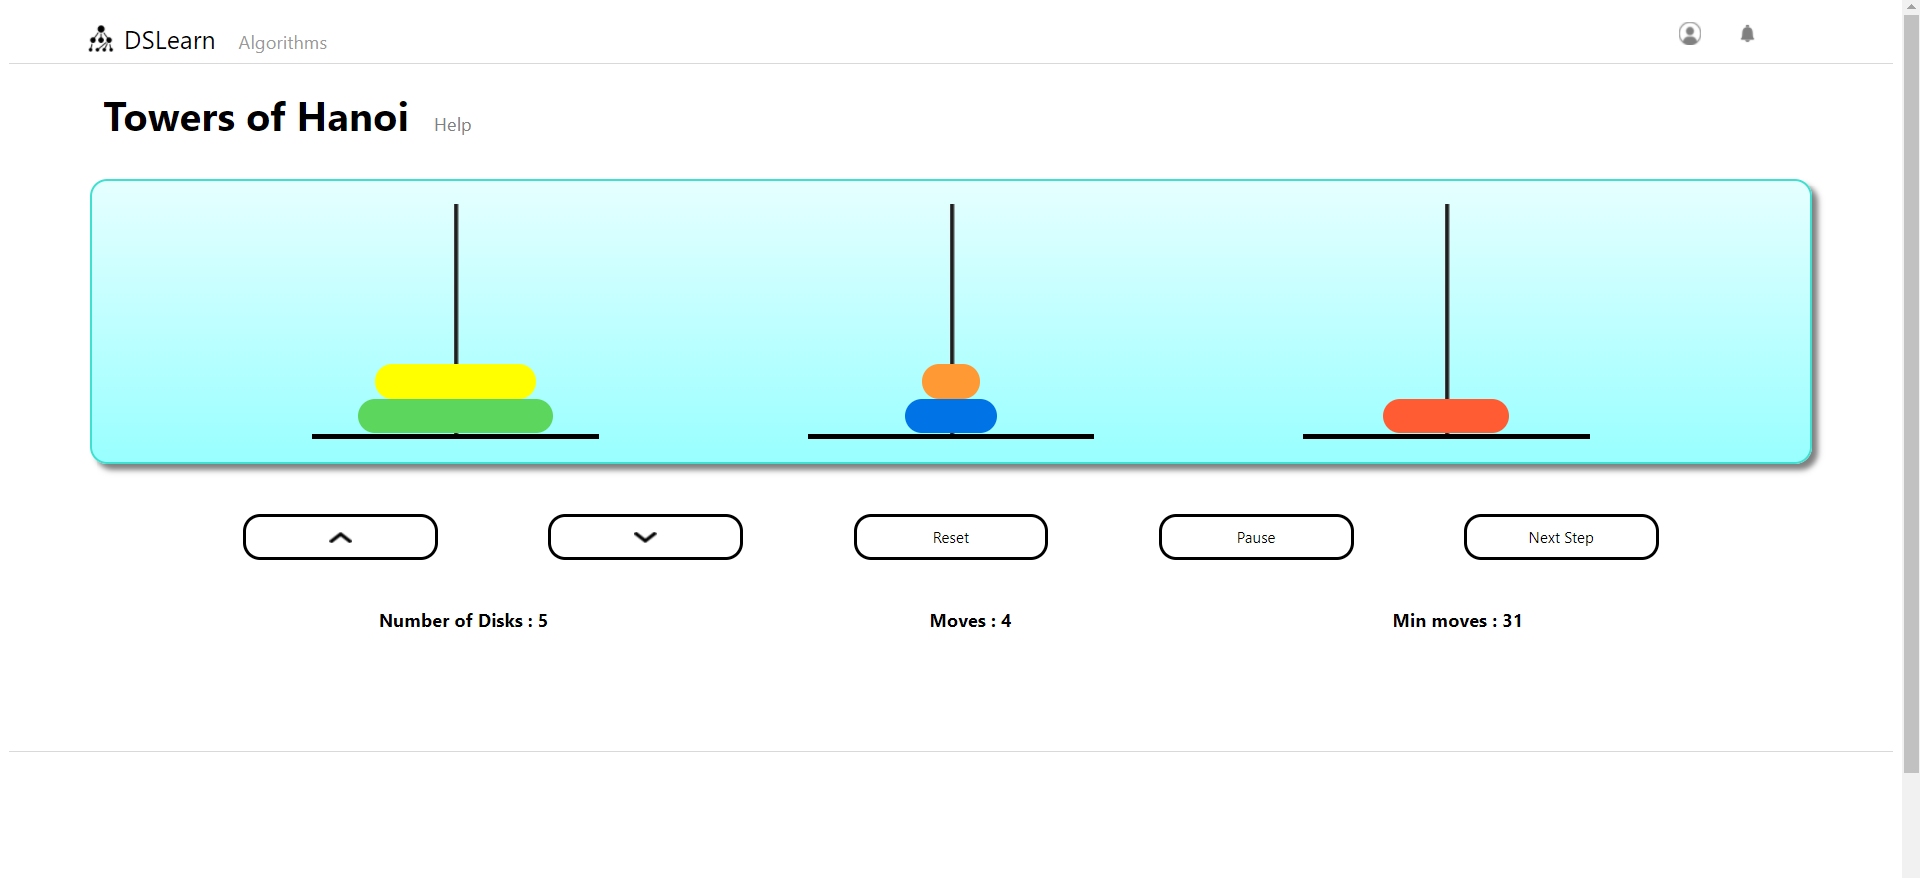 DSLearn Algorithms
Towers of Hanoi Help
Reset Pause Next Step
Number of Disks : 5 Moves : 4 Min moves : 31